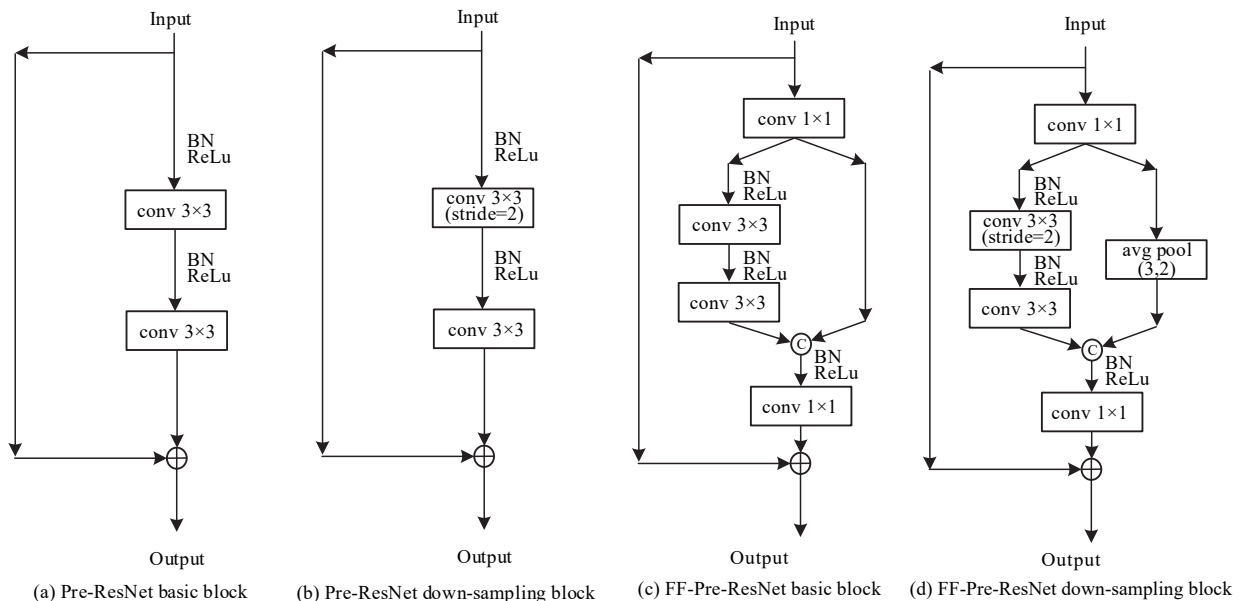 Input
BN
ReLu
conv 3×3
BN
ReLu
conv 3×3
Output
(a) Pre-ResNet basic block
Input
BN
ReLu
conv 3×3
(stride=2)
BN
ReLu
conv 3×3
Output
(b) Pre-ResNet down-sampling block
Input
conv 1×1
BN
ReLu
conv 3×3
BN
ReLu
conv 3×3
C
BN
ReLu
conv 1×1
Output
(c) FF-Pre-ResNet basic block
Input
conv 1×1
BN
ReLu
conv 3×3
(stride=2)
avg pool
(3,2)
BN
ReLu
conv 3×3
C
BN
ReLu
conv 1×1
Output
(d) FF-Pre-ResNet down-sampling block